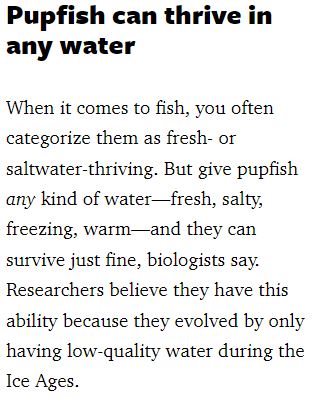 Pupfish can thrive in
any water
When it comes to fish, you often
categorize them as fresh- or
saltwater-thriving. But give pupfish
any kind of water—fresh, salty,
freezing, warm—and they can
survive just fine, biologists say.
Researchers believe they have this
ability because they evolved by only
having low-quality water during the
Ice Ages.